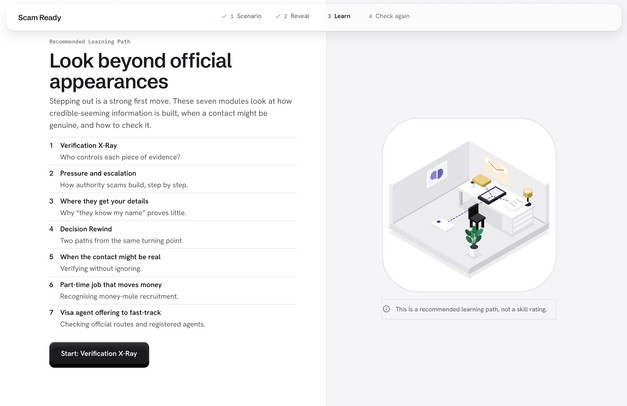 Scam Ready
1 Scenario
2 Reveal
3 Learn
4 Check again
Recommended Learning Path
Look beyond official
appearances
Stepping out is a strong first move. These seven modules look at how
credible-seeming information is built, when a contact might be
genuine, and how to check it.
1 Verification X-Ray
Who controls each piece of evidence?
2 Pressure and escalation
How authority scams build, step by step.
3 Where they get your details
Why “they know my name” proves little.
4 Decision Rewind
Two paths from the same turning point.
5 When the contact might be real
Verifying without ignoring.
6 Part-time job that moves money
Recognising money-mule recruitment.
7 Visa agent offering to fast-track
Checking official routes and registered agents.
Start: Verification X-Ray
This is a recommended learning path, not a skill rating.